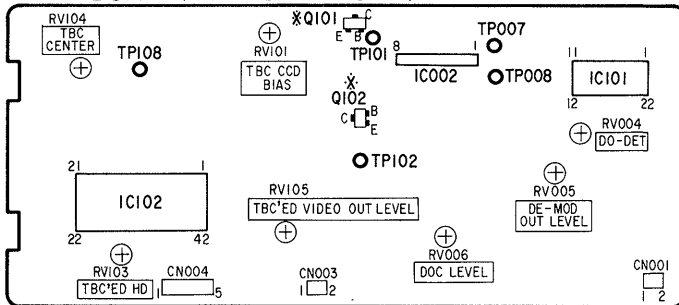 RV104
TBC
CENTER
TP108
RV101
TBC CCD
BIAS
※Q101
C
E B
TP101
8 1
IC002
TP007
TP008
11 1
IC101
12 22
※
Q102
C B
E
RV004
DO-DET
TP102
21 1
IC102
22 42
RV105
TBC'ED VIDEO OUT LEVEL
RV005
DE-MOD
OUT LEVEL
RV103
TBC'ED HD
CN004
1 5
CN003
1 2
RV006
DOC LEVEL
CN001
1 2